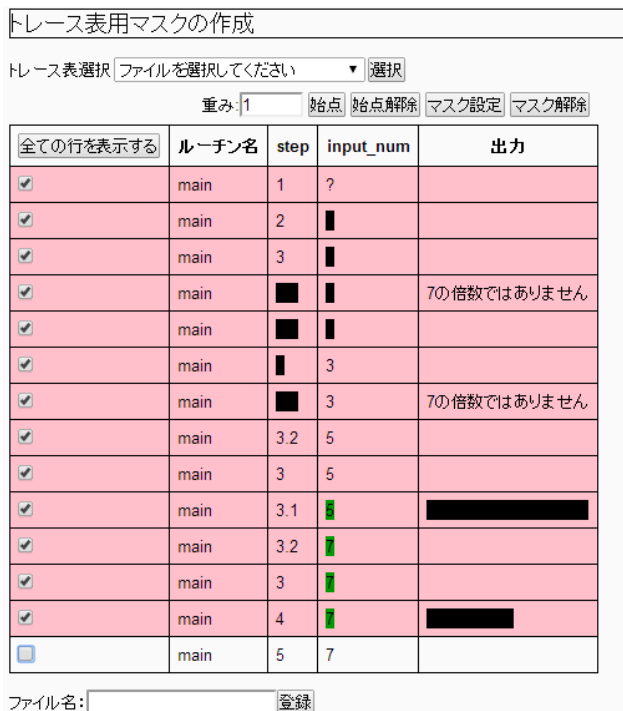 トレース表用マスクの作成
トレース表選択 ファイルを選択してください 選択
重み:1 始点 始点解除 マスク設定 マスク解除
全ての行を表示する ルーチン名 step input_num 出力
main 1 ?
main 2
main 3
main 7の倍数ではありません
main
main 3
main 3 7の倍数ではありません
main 3.2 5
main 3 5
main 3.1 5
main 3.2 7
main 3 7
main 4 7
main 5 7
ファイル名: 登録